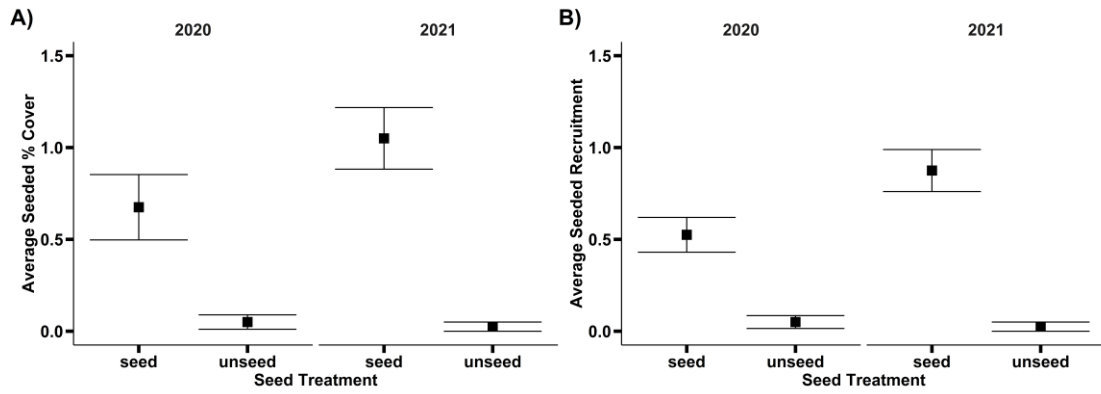 A)
2020
2021
Average Seeded % Cover
1.5
1.0
0.5
0.0
seed
unseed
seed
unseed
Seed Treatment
B)
2020
2021
Average Seeded Recruitment
1.5
1.0
0.5
0.0
seed
unseed
seed
unseed
Seed Treatment